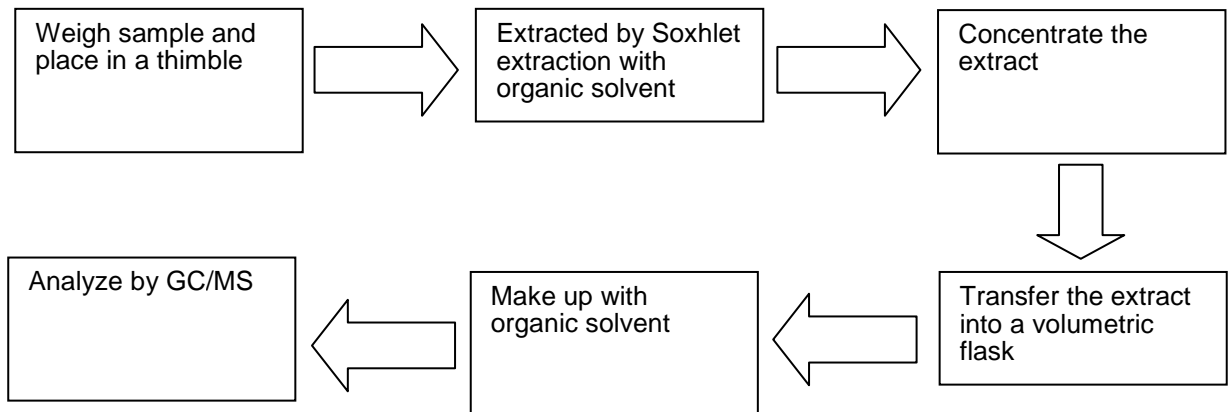 Weigh sample and
place in a thimble
Extracted by Soxhlet
extraction with
organic solvent
Concentrate the
extract
Transfer the extract
into a volumetric
flask
Make up with
organic solvent
Analyze by GC/MS